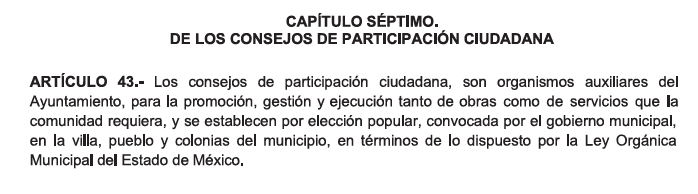 CAPÍTULO SÉPTIMO.
DE LOS CONSEJOS DE PARTICIPACIÓN CIUDADANA
ARTÍCULO 43.- Los consejos de participación ciudadana, son organismos auxiliares del
Ayuntamiento, para la promoción, gestión y ejecución tanto de obras como de servicios que la
comunidad requiera, y se establecen por elección popular, convocada por el gobierno municipal,
en la villa, pueblo y colonias del municipio, en términos de lo dispuesto por la Ley Orgánica
Municipal del Estado de México.